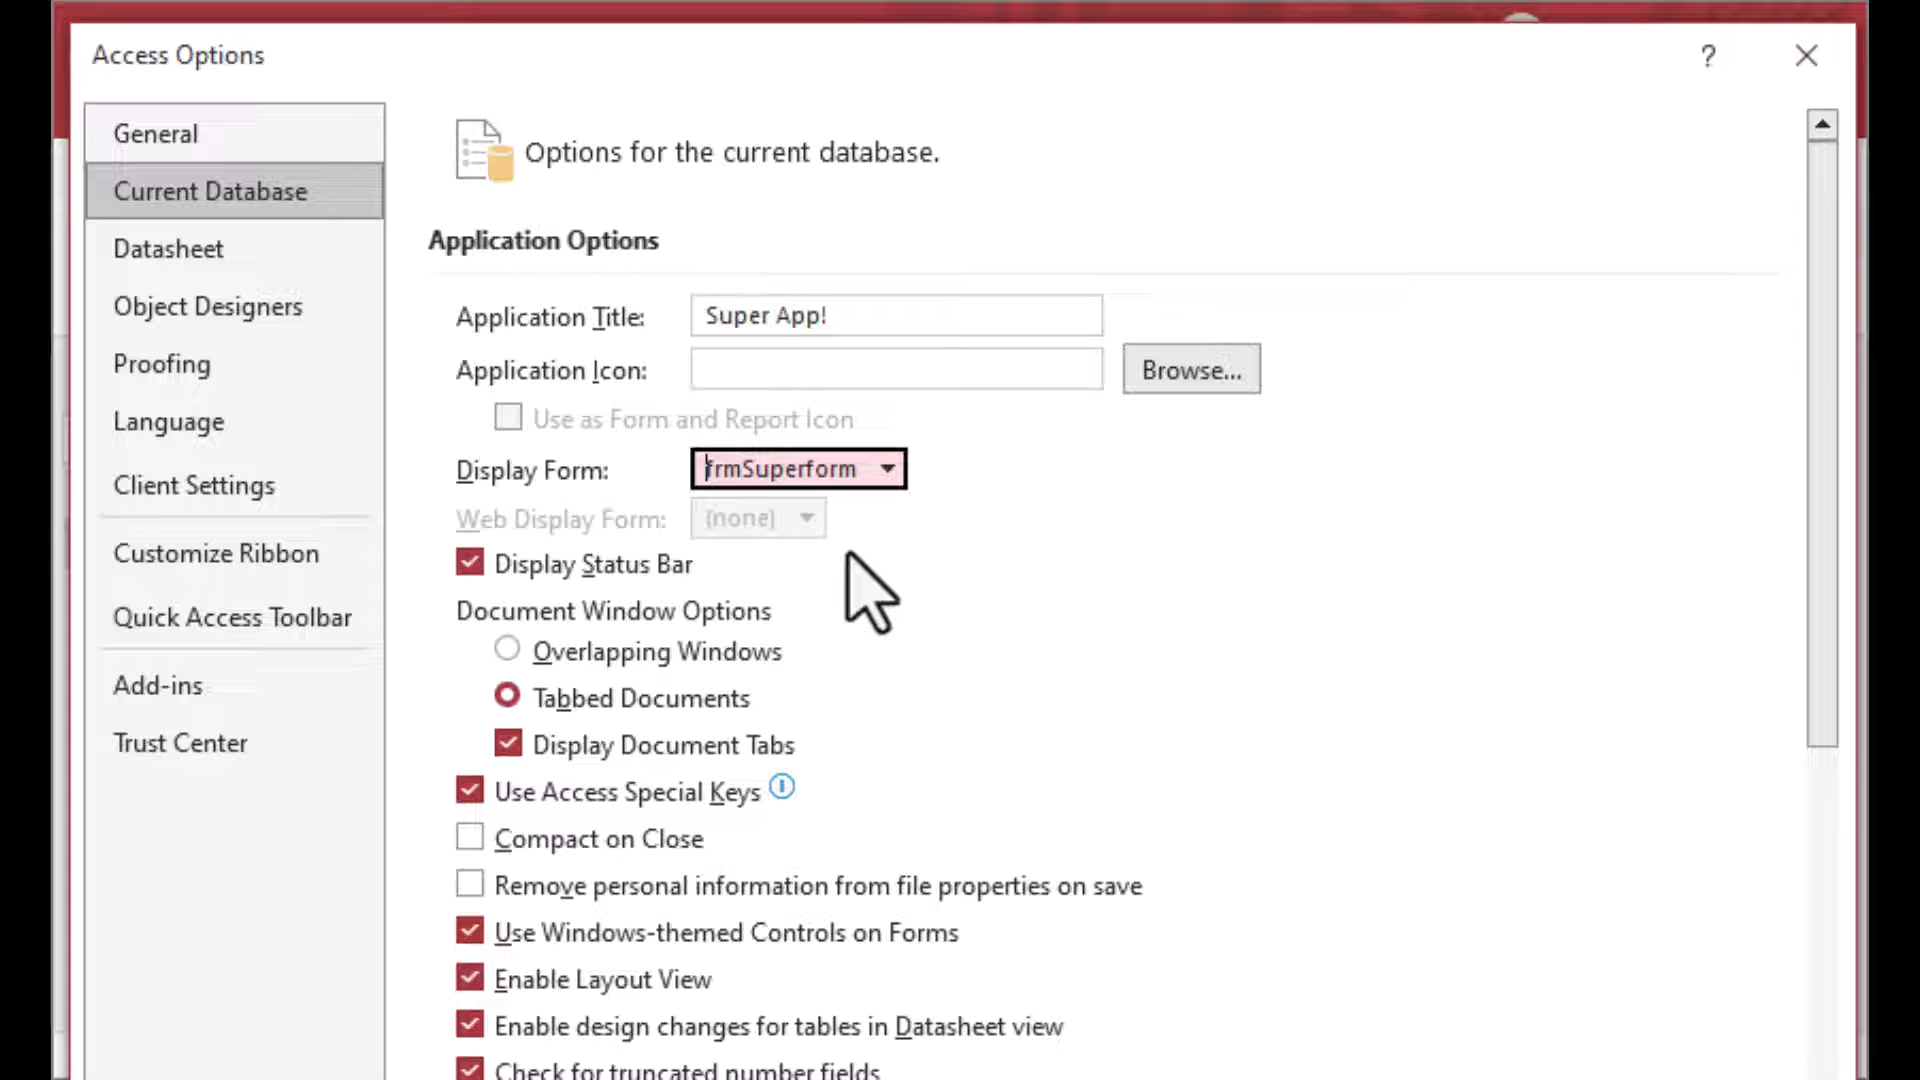 Access Options
?
General
Current Database
Datasheet
Object Designers
Proofing
Language
Client Settings
Customize Ribbon
Quick Access Toolbar
Add-ins
Trust Center
Options for the current database.
Application Options
Application Title: Super App!
Application Icon: Browse...
Use as Form and Report Icon
Display Form: frmSuperform
Web Display Form: (none)
Display Status Bar
Document Window Options
Overlapping Windows
Tabbed Documents
Display Document Tabs
Use Access Special Keys
Compact on Close
Remove personal information from file properties on save
Use Windows-themed Controls on Forms
Enable Layout View
Enable design changes for tables in Datasheet view
Check for truncated number fields